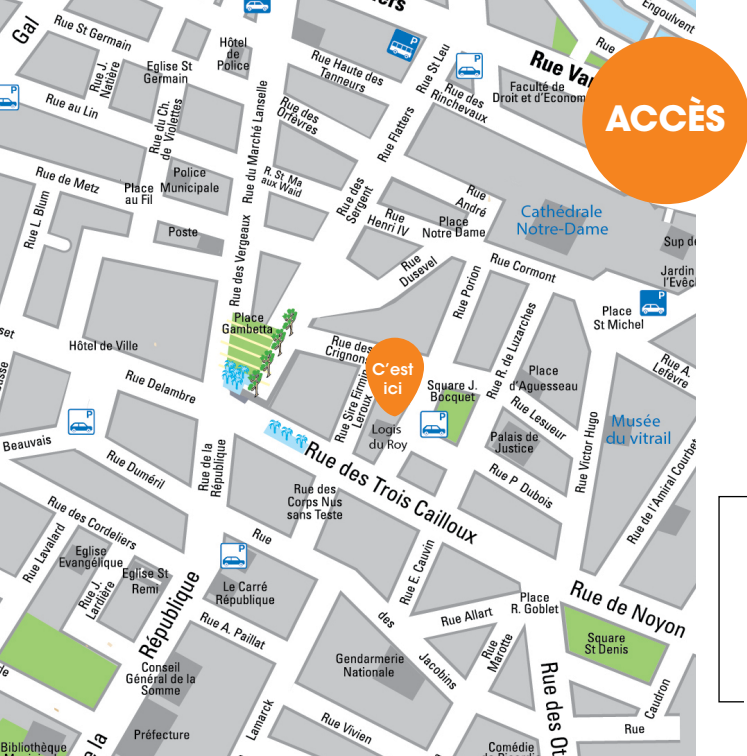 Gal
Rue St Germain
Rue J.
Natière
Eglise St
Germain
Hôtel
de
Police
Rue au Lin
Rue du Ch.
de Violettes
Rue du Marché Lanselle
Rue Haute des
Tanneurs
Rue des
Orfèvres
Rue St Leu
Rue des
Rinchevaux
Rue Flatters
Engoulvent
Rue
Faculté de
Droit et d'Econom
ACCÈS
Rue de Metz
Place
au Fil
Police
Municipale
R. St Ma
aux Waid
Rue des
Sergent
Rue
Henri IV
Rue
André
Place
Notre Dame
Cathédrale
Notre-Dame
Rue L. Blum
Poste
Rue des Vergeaux
Rue
Dusevel
Rue Porion
Rue Cormont
Jardin
l'Evêc
Place
St Michel
Place
Gambetta
Hôtel de Ville
Rue des
Crignons
C'est
ici
Rue Sire Firmin
Leroux
Logis
du Roy
Square J.
Bocquet
Rue R. de Luzarches
Place
d'Aguesseau
Rue A.
Lefèvre
Rue Delambre
Rue Lesueur
Palais de
Justice
Musée
du vitrail
Rue Victor Hugo
Beauvais
Rue Duméril
Rue de la
République
Rue des Trois Cailloux
Rue P. Dubois
Rue de l'Amiral Courbet
Rue des
Corps Nus
sans Teste
Rue des Cordeliers
Rue Lavalard
Eglise
Evangélique
Rue J.
Lardière
Eglise St
Remi
République
Rue
des
Jacobins
Le Carré
République
Rue E. Cauvin
Rue A. Paillat
Rue Allart
Place
R. Goblet
Rue de Noyon
Square
St Denis
Rue
Marotte
Gendarmerie
Nationale
Conseil
Général de la
Somme
Rue des Ot
Caudron
Rue
Préfecture
Lamarck
Rue Vivien
Comédie
Bibliothèque